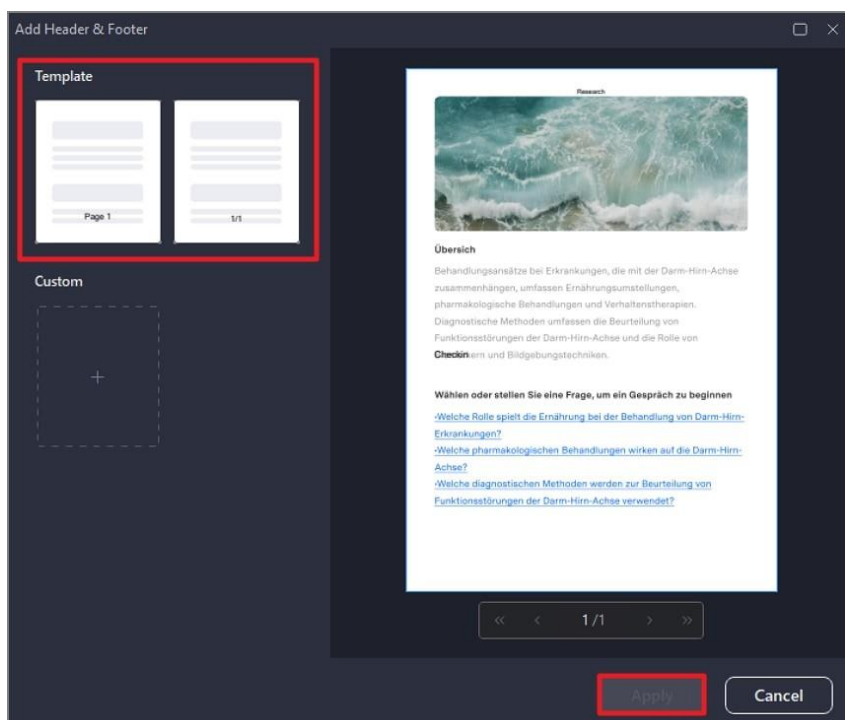 Add Header & Footer
Template
Page 1
1/1
Custom
Research
Übersich
Behandlungsansätze bei Erkrankungen, die mit der Darm-Hirn-Achse
zusammenhängen, umfassen Ernährungsumstellungen,
pharmakologische Behandlungen und Verhaltenstherapien.
Diagnostische Methoden umfassen die Beurteilung von
Funktionsstörungen der Darm-Hirn-Achse und die Rolle von
Checkin ern und Bildgebungstechniken.
Wählen oder stellen Sie eine Frage, um ein Gespräch zu beginnen
•Welche Rolle spielt die Ernährung bei der Behandlung von Darm-Hirn-
Erkrankungen?
•Welche pharmakologischen Behandlungen wirken auf die Darm-Hirn-
Achse?
•Welche diagnostischen Methoden werden zur Beurteilung von
Funktionsstörungen der Darm-Hirn-Achse verwendet?
1 /1
Apply
Cancel